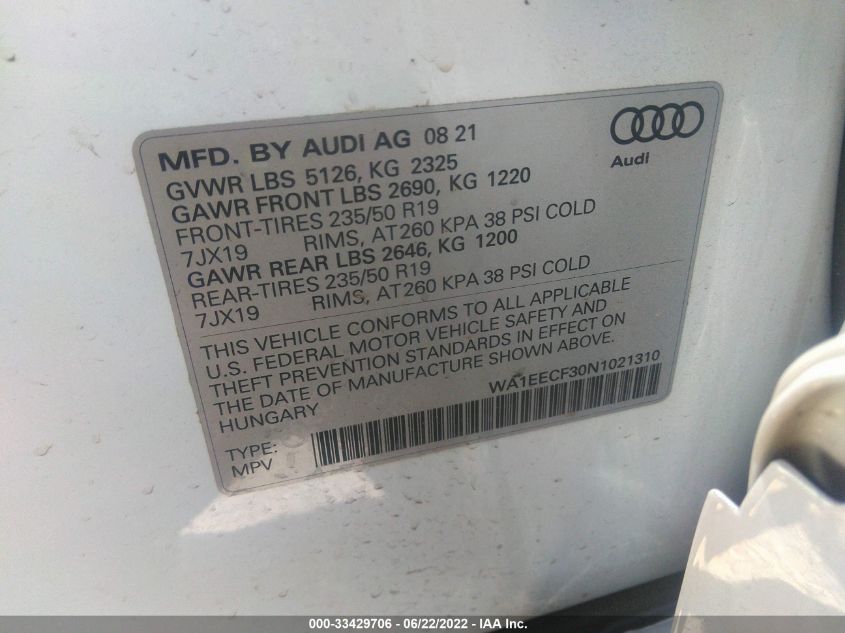 MFD. BY AUDI AG 08 21
Audi
GVWR LBS 5126, KG 2325
GAWR FRONT LBS 2690, KG 1220
FRONT-TIRES 235/50 R19
7JX19 RIMS, AT260 KPA 38 PSI COLD
GAWR REAR LBS 2646, KG 1200
REAR-TIRES 235/50 R19
7JX19 RIMS, AT260 KPA 38 PSI COLD
THIS VEHICLE CONFORMS TO ALL APPLICABLE
U.S. FEDERAL MOTOR VEHICLE SAFETY AND
THEFT PREVENTION STANDARDS IN EFFECT ON
THE DATE OF MANUFACTURE SHOWN ABOVE.
HUNGARY
WA1EECF30N1021310
TYPE:
MPV
000-33429706 - 06/22/2022 - IAA Inc.